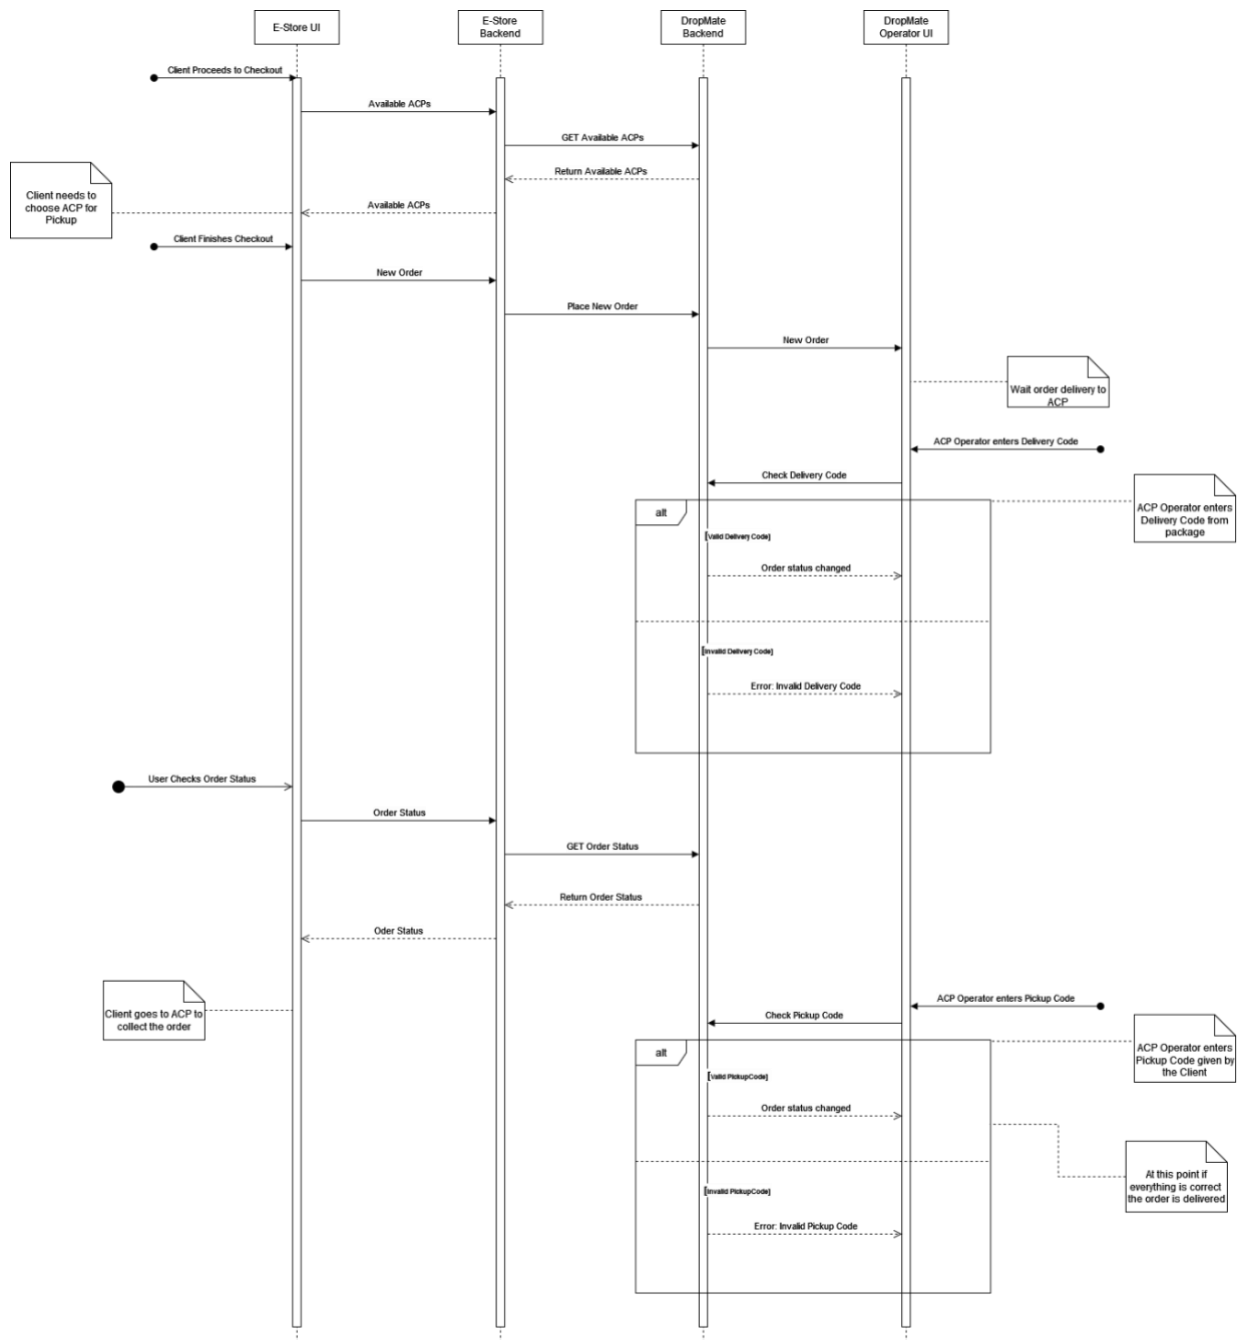 E-Store UI
E-Store
Backend
DropMate
Backend
DropMate
Operator UI
Client Proceeds to Checkout
Available ACPs
GET Available ACPs
Return Available ACPs
Client needs to
choose ACP for
Pickup
Available ACPs
Client Finishes Checkout
New Order
Place New Order
New Order
Wait order delivery to
ACP
ACP Operator enters Delivery Code
Check Delivery Code
ACP Operator enters
Delivery Code from
package
alt
[Valid Delivery Code]
Order status changed
[Invalid Delivery Code]
Error: Invalid Delivery Code
User Checks Order Status
Order Status
GET Order Status
Return Order Status
Oder Status
Client goes to ACP to
collect the order
ACP Operator enters Pickup Code
Check Pickup Code
ACP Operator enters
Pickup Code given by
the Client
alt
[Valid PickupCode]
Order status changed
At this point if
everything is correct
the order is delivered
[Invalid PickupCode]
Error: Invalid Pickup Code